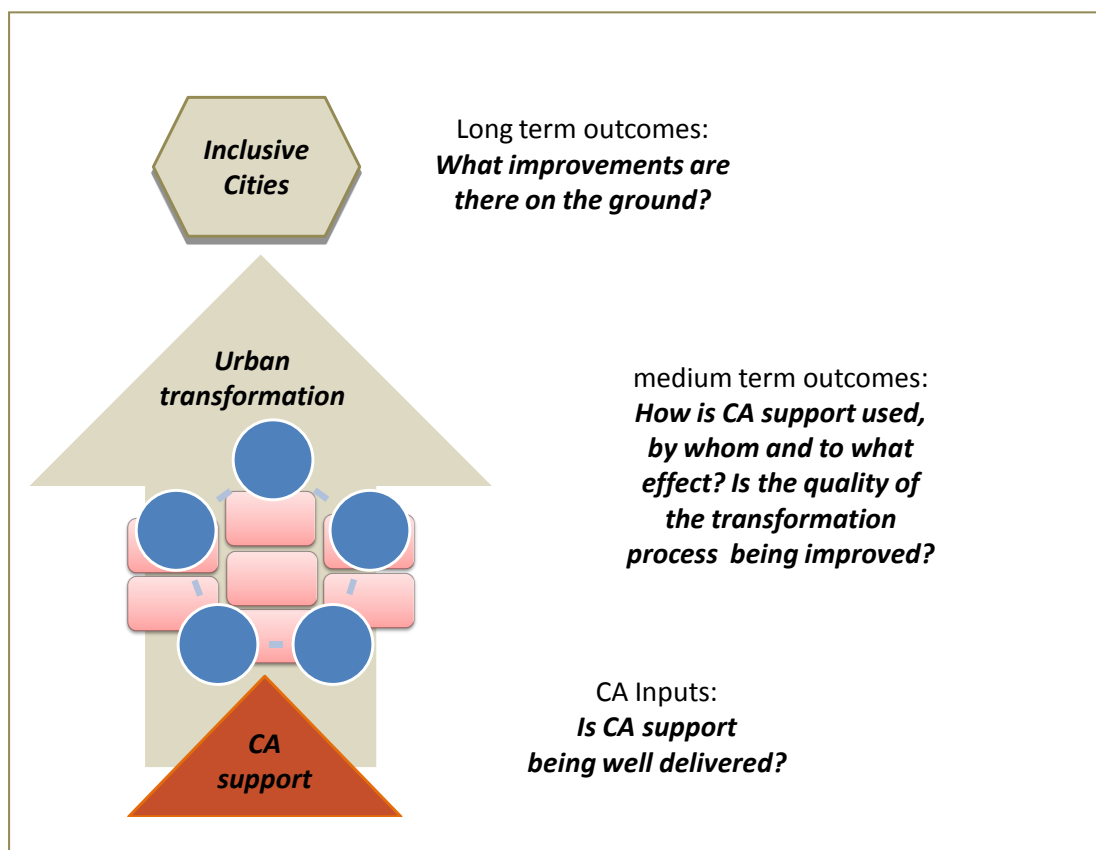 Inclusive
Cities
Long term outcomes:
What improvements are
there on the ground?
Urban
transformation
medium term outcomes:
How is CA support used,
by whom and to what
effect? Is the quality of
the transformation
process being improved?
CA Inputs:
Is CA support
being well delivered?
CA
support